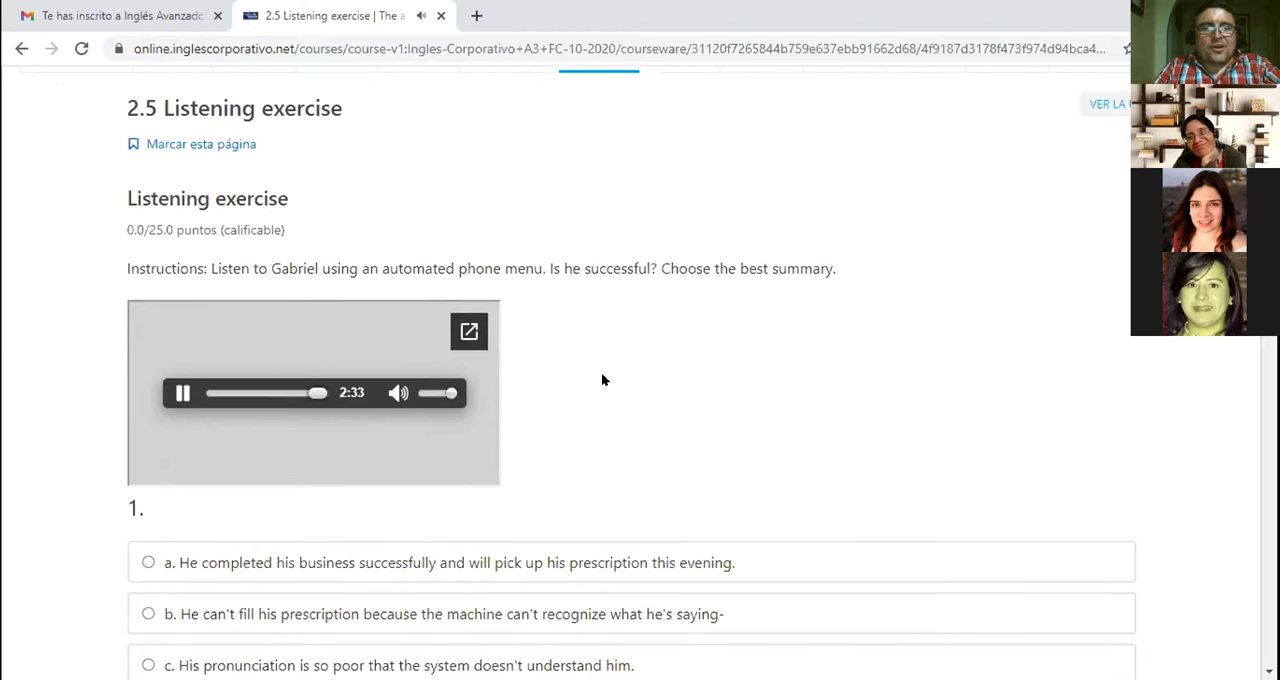 Te has inscrito a Inglés Avanzado
2.5 Listening exercise | The a
online.inglescorporativo.net/courses/course-v1:Ingles-Corporativo+A3+FC-10-2020/courseware/31120f7265844b759e637ebb91662d68/4f9187d3178f473f974d94bca4...
2.5 Listening exercise
VER LA
Marcar esta página
Listening exercise
0.0/25.0 puntos (calificable)
Instructions: Listen to Gabriel using an automated phone menu. Is he successful? Choose the best summary.
2:33
1.
a. He completed his business successfully and will pick up his prescription this evening.
b. He can't fill his prescription because the machine can't recognize what he's saying-
c. His pronunciation is so poor that the system doesn't understand him.